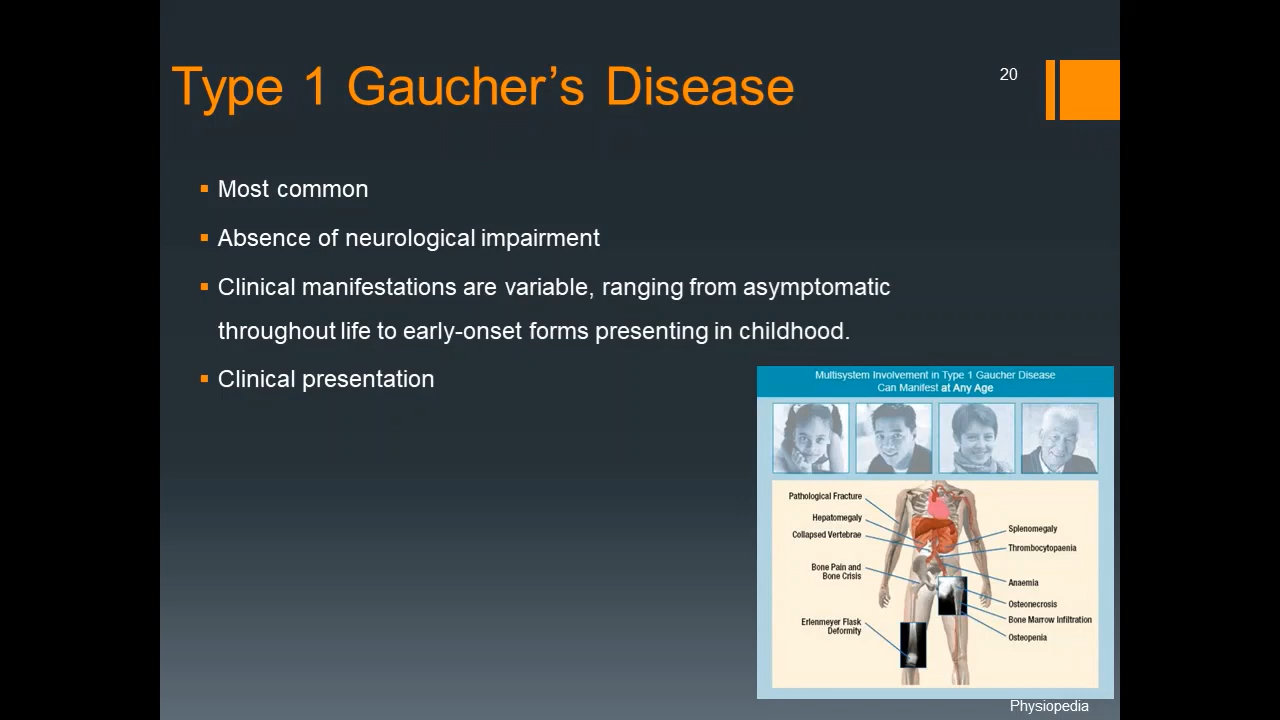 Type 1 Gaucher’s Disease
20
▪ Most common
▪ Absence of neurological impairment
▪ Clinical manifestations are variable, ranging from asymptomatic
throughout life to early-onset forms presenting in childhood.
▪ Clinical presentation
Multisystem Involvement in Type 1 Gaucher Disease
Can Manifest at Any Age
Pathological Fracture
Hepatomegaly
Collapsed Vertebrae
Bone Pain and
Bone Crisis
Erlenmeyer Flask
Deformity
Splenomegaly
Thrombocytopaenia
Anaemia
Osteonecrosis
Bone Marrow Infiltration
Osteopenia
Physiopedia